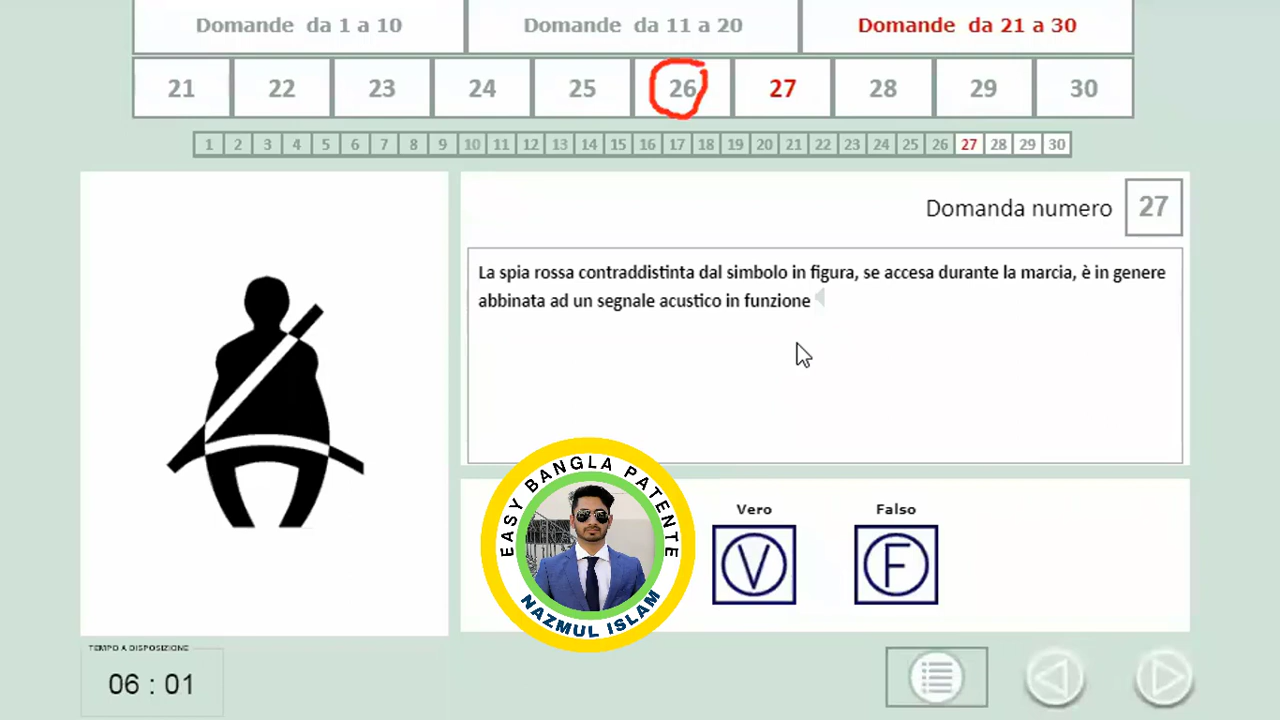 Domande da 1 a 10
Domande da 11 a 20
Domande da 21 a 30
21 22 23 24 25 26 27 28 29 30
1 2 3 4 5 6 7 8 9 10 11 12 13 14 15 16 17 18 19 20 21 22 23 24 25 26 27 28 29 30
Domanda numero 27
La spia rossa contraddistinta dal simbolo in figura, se accesa durante la marcia, è in genere
abbinata ad un segnale acustico in funzione
EASY BANGLA PATENTE
NAZMUL ISLAM
Vero Falso
V F
TEMPO A DISPOSIZIONE
06 : 01